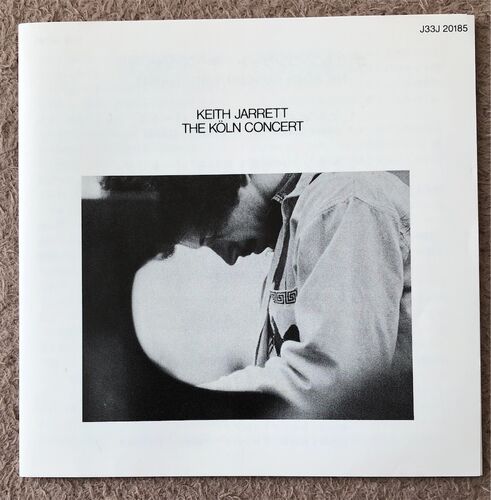 J33J 20185
KEITH JARRETT
THE KÖLN CONCERT